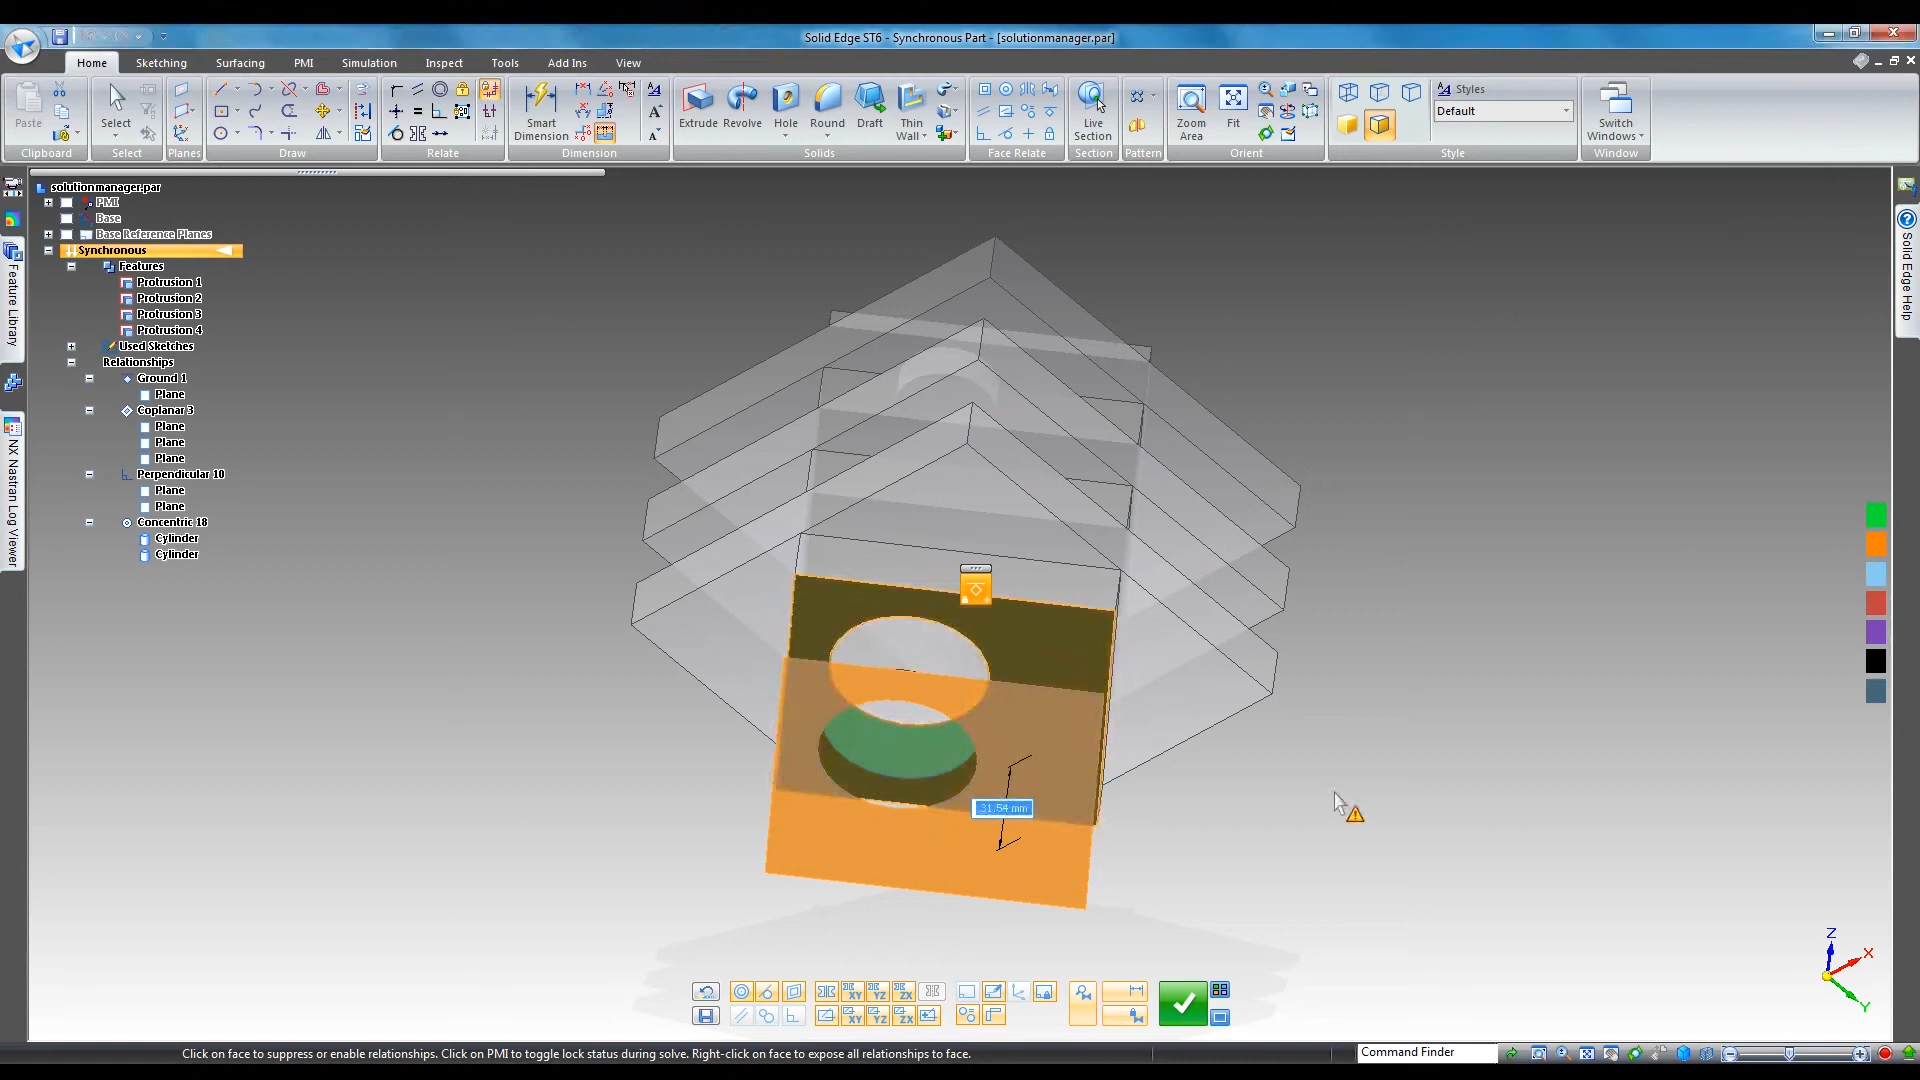 Solid Edge ST6 - Synchronous Part - [solutionmanager.par]
Home
Sketching
Surfacing
PMI
Simulation
Inspect
Tools
Add Ins
View
Paste
Select
Smart Dimension
Extrude
Revolve
Hole
Round
Draft
Thin Wall
Live Section
Zoom Area
Fit
Styles
Default
Switch Windows
Clipboard
Select
Planes
Draw
Relate
Dimension
Solids
Face Relate
Section
Pattern
Orient
Style
Window
solutionmanager.par
PMI
Base
Base Reference Planes
Synchronous
Features
Protrusion 1
Protrusion 2
Protrusion 3
Protrusion 4
Used Sketches
Relationships
Ground 1
Plane
Coplanar 3
Plane
Plane
Plane
Perpendicular 10
Plane
Plane
Concentric 18
Cylinder
Cylinder
Feature Library
NX Nastran Log Viewer
Solid Edge Help
31.54 mm
Z
X
Y
XY
YZ
ZX
XY
YZ
ZX
Click on face to suppress or enable relationships. Click on PMI to toggle lock status during solve. Right-click on face to expose all relationships to face.
Command Finder